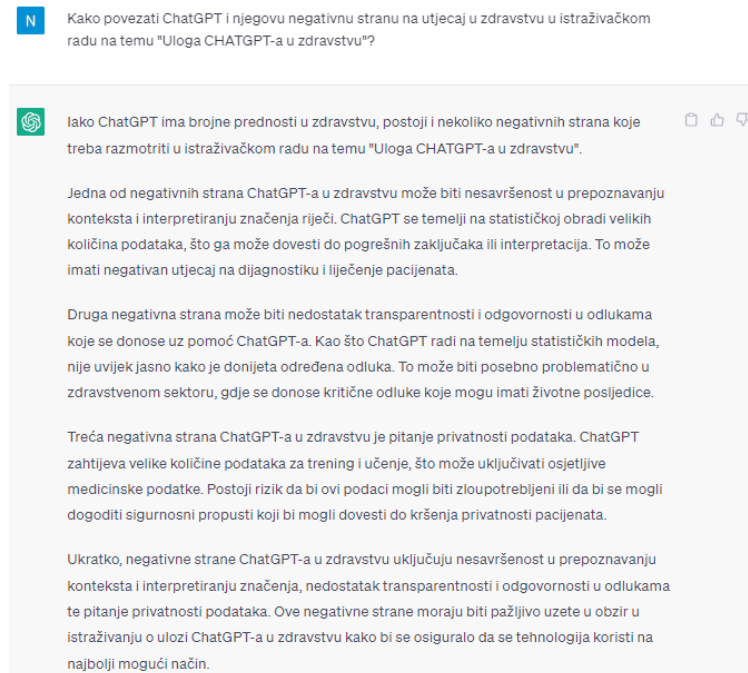 N
Kako povezati ChatGPT i njegovu negativnu stranu na utjecaj u zdravstvu u istraživačkom
radu na temu "Uloga CHATGPT-a u zdravstvu"?
Iako ChatGPT ima brojne prednosti u zdravstvu, postoji i nekoliko negativnih strana koje
treba razmotriti u istraživačkom radu na temu "Uloga CHATGPT-a u zdravstvu".
Jedna od negativnih strana ChatGPT-a u zdravstvu može biti nesavršenost u prepoznavanju
konteksta i interpretiranju značenja riječi. ChatGPT se temelji na statističkoj obradi velikih
količina podataka, što ga može dovesti do pogrešnih zaključaka ili interpretacija. To može
imati negativan utjecaj na dijagnostiku i liječenje pacijenata.
Druga negativna strana može biti nedostatak transparentnosti i odgovornosti u odlukama
koje se donose uz pomoć ChatGPT-a. Kao što ChatGPT radi na temelju statističkih modela,
nije uvijek jasno kako je donijeta određena odluka. To može biti posebno problematično u
zdravstvenom sektoru, gdje se donose kritične odluke koje mogu imati životne posljedice.
Treća negativna strana ChatGPT-a u zdravstvu je pitanje privatnosti podataka. ChatGPT
zahtijeva velike količine podataka za trening i učenje, što može uključivati osjetljive
medicinske podatke. Postoji rizik da bi ovi podaci mogli biti zloupotrebljeni ili da bi se mogli
dogoditi sigurnosni propusti koji bi mogli dovesti do kršenja privatnosti pacijenata.
Ukratko, negativne strane ChatGPT-a u zdravstvu uključuju nesavršenost u prepoznavanju
konteksta i interpretiranju značenja, nedostatak transparentnosti i odgovornosti u odlukama
te pitanje privatnosti podataka. Ove negativne strane moraju biti pažljivo uzete u obzir u
istraživanju o ulozi ChatGPT-a u zdravstvu kako bi se osiguralo da se tehnologija koristi na
najbolji mogući način.